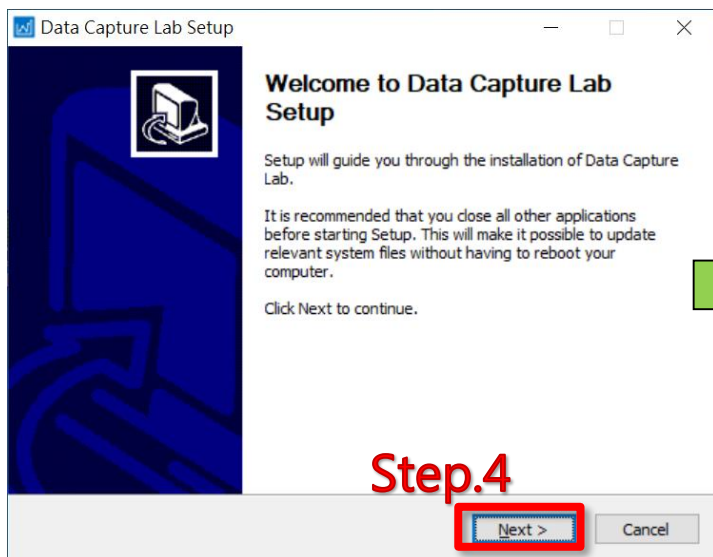 Data Capture Lab Setup
Welcome to Data Capture Lab
Setup
Setup will guide you through the installation of Data Capture
Lab.
It is recommended that you close all other applications
before starting Setup. This will make it possible to update
relevant system files without having to reboot your
computer.
Click Next to continue.
Step.4
Next >
Cancel